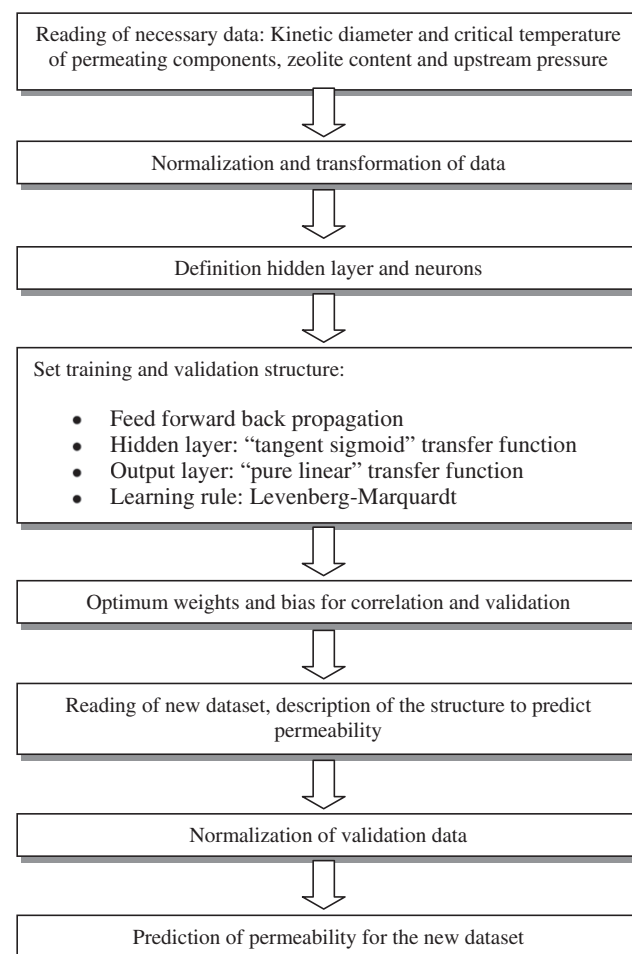 Reading of necessary data: Kinetic diameter and critical temperature
of permeating components, zeolite content and upstream pressure
Normalization and transformation of data
Definition hidden layer and neurons
Set training and validation structure:
• Feed forward back propagation
• Hidden layer: “tangent sigmoid” transfer function
• Output layer: “pure linear” transfer function
• Learning rule: Levenberg-Marquardt
Optimum weights and bias for correlation and validation
Reading of new dataset, description of the structure to predict
permeability
Normalization of validation data
Prediction of permeability for the new dataset